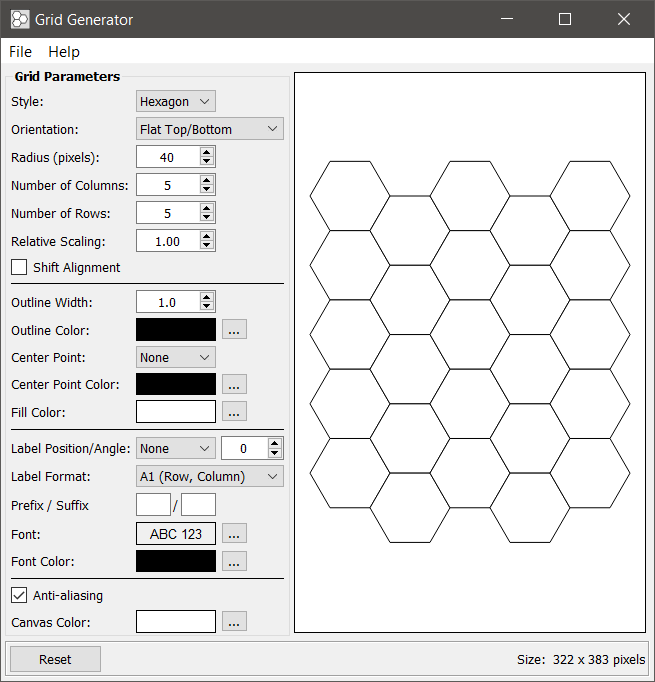 Grid Generator
File Help
Grid Parameters
Style: Hexagon
Orientation: Flat Top/Bottom
Radius (pixels): 40
Number of Columns: 5
Number of Rows: 5
Relative Scaling: 1.00
Shift Alignment
Outline Width: 1.0
Outline Color: ...
Center Point: None
Center Point Color: ...
Fill Color: ...
Label Position/Angle: None 0
Label Format: A1 (Row, Column)
Prefix / Suffix /
Font: ABC 123 ...
Font Color: ...
Anti-aliasing
Canvas Color: ...
Reset Size: 322 x 383 pixels